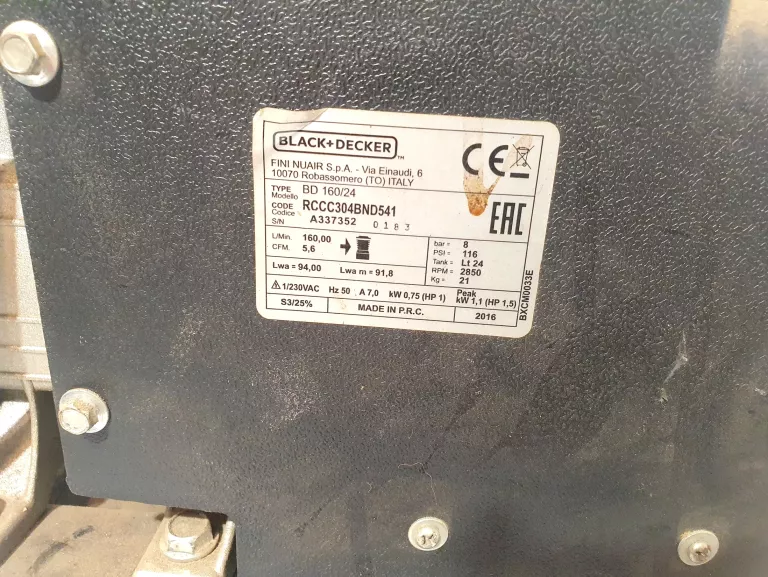 BLACK+DECKER™
CE
FINI NUAIR S.p.A. - Via Einaudi, 6
10070 Robassomero (TO) ITALY
TYPE Modello BD 160/24
CODE Codice RCCC304BND541
S/N A337352 0183
EAC
L/Min. 160,00
CFM. 5,6
bar = 8
PSI = 116
Tank = Lt 24
RPM = 2850
Kg = 21
Lwa = 94,00 Lwa m = 91,8
1/230VAC Hz 50 A 7,0 kW 0,75 (HP 1) Peak kW 1,1 (HP 1,5)
S3/25% MADE IN P.R.C. 2016
BXCM0033E